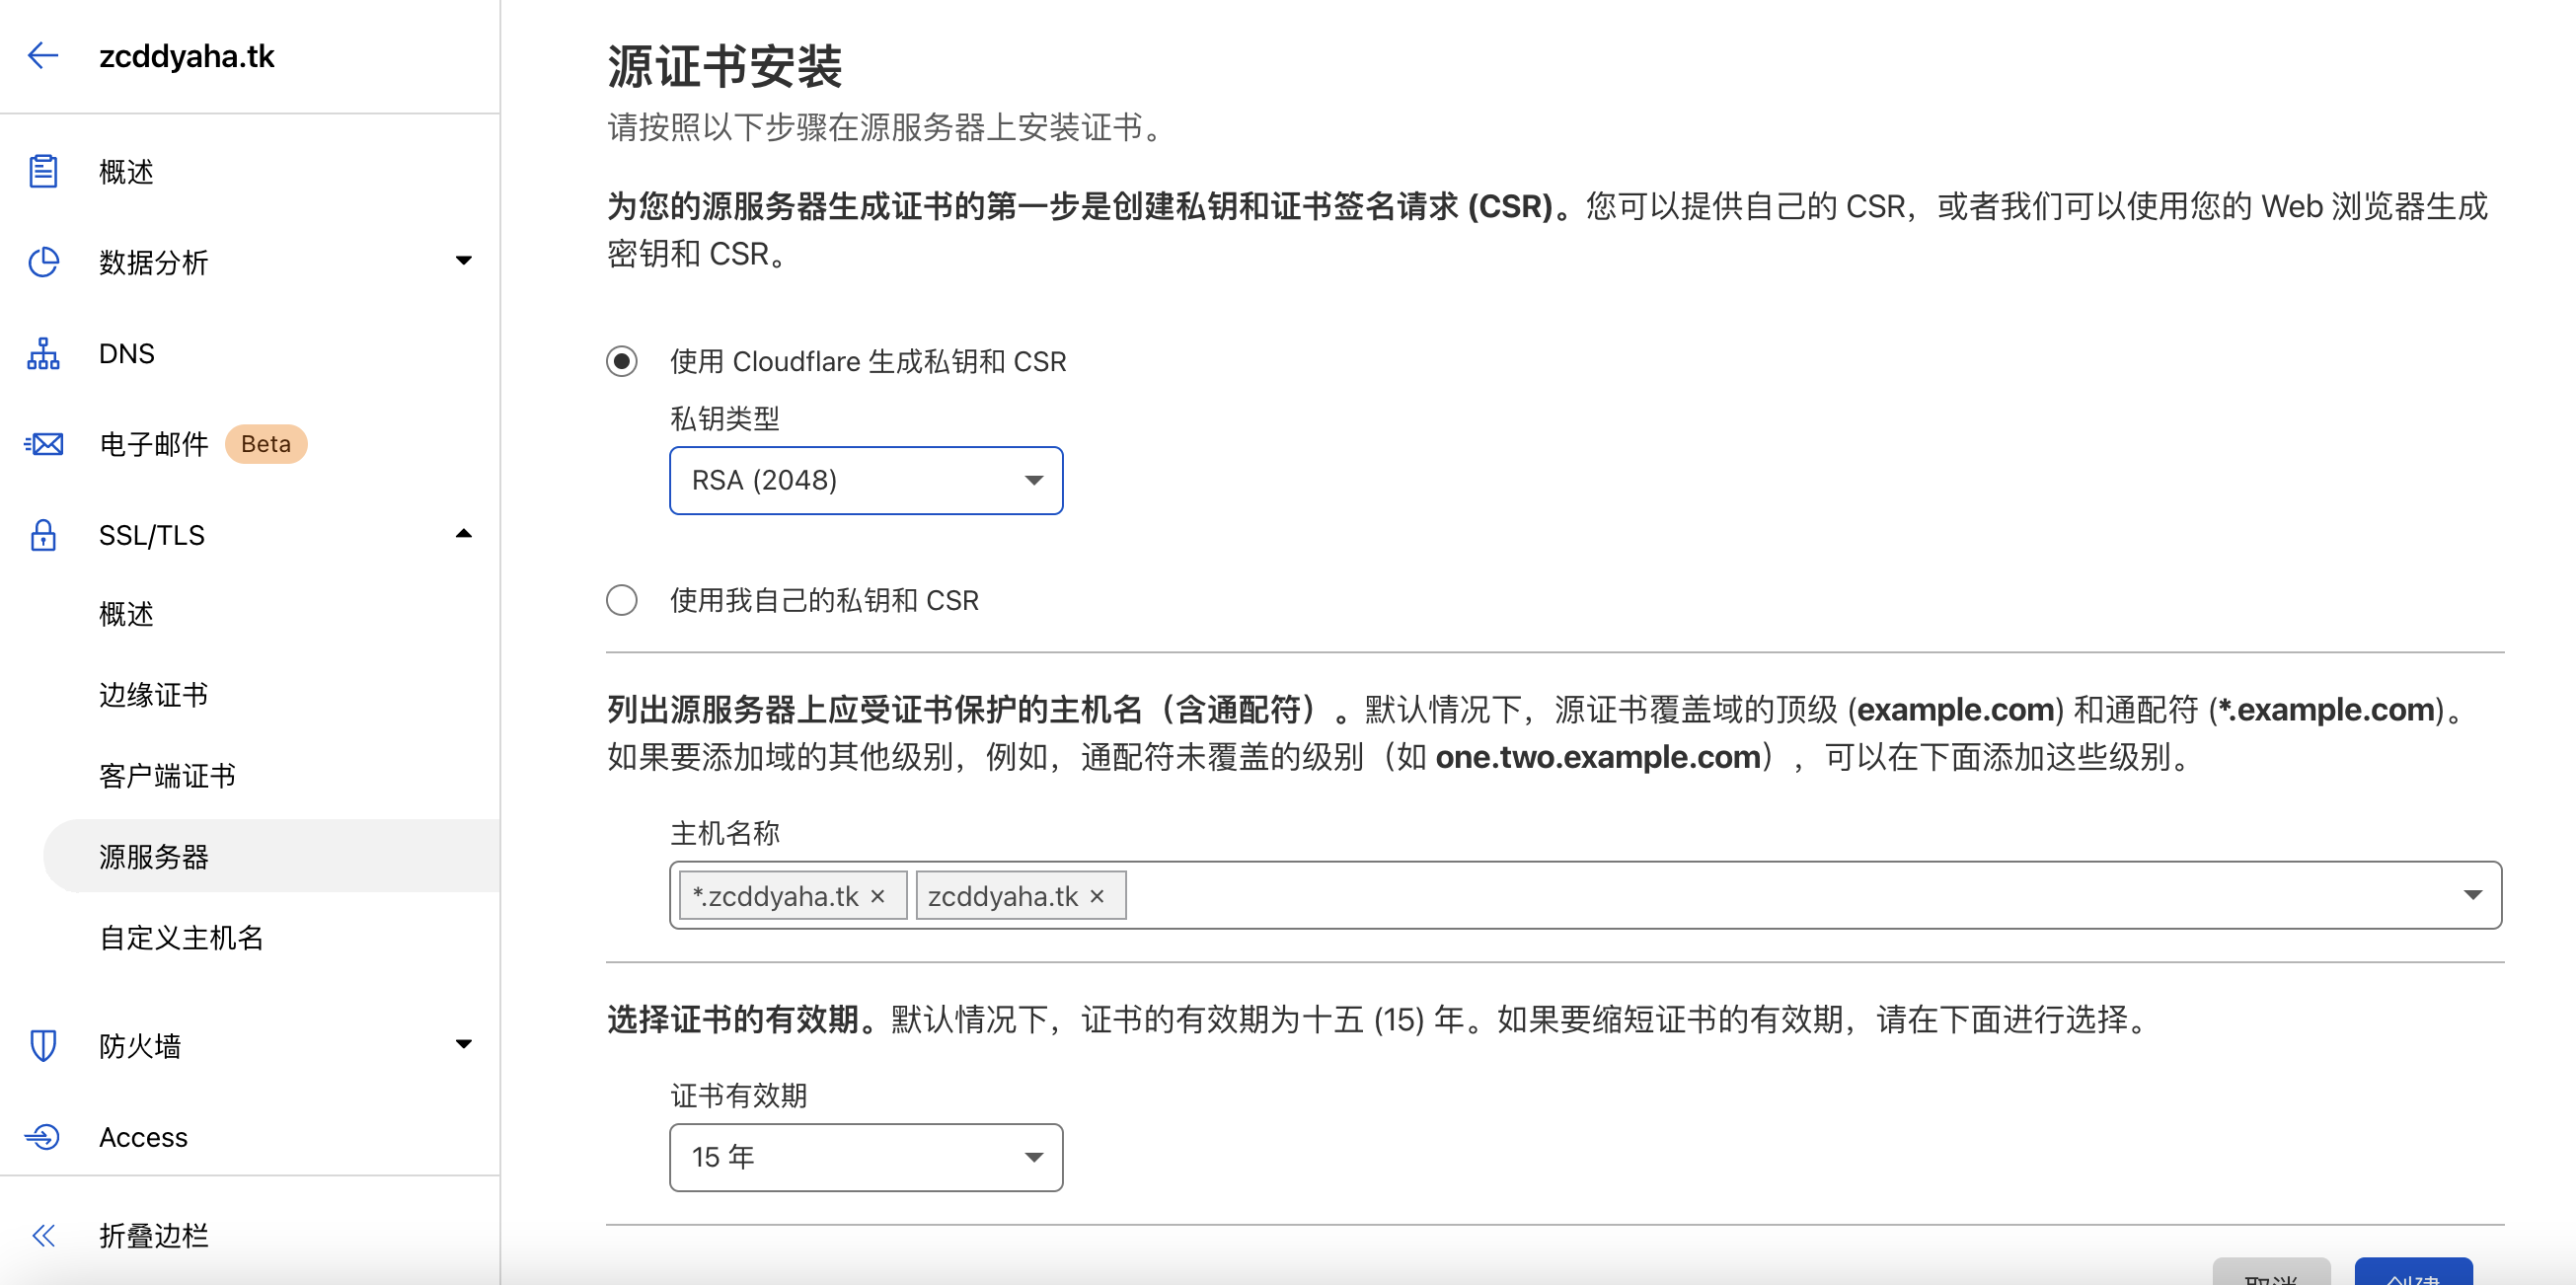 zcddyaha.tk
概述
数据分析
DNS
电子邮件 Beta
SSL/TLS
概述
边缘证书
客户端证书
源服务器
自定义主机名
防火墙
Access
折叠边栏
源证书安装
请按照以下步骤在源服务器上安装证书。
为您的源服务器生成证书的第一步是创建私钥和证书签名请求 (CSR)。您可以提供自己的 CSR，或者我们可以使用您的 Web 浏览器生成
密钥和 CSR。
使用 Cloudflare 生成私钥和 CSR
私钥类型
RSA (2048)
使用我自己的私钥和 CSR
列出源服务器上应受证书保护的主机名（含通配符）。默认情况下，源证书覆盖域的顶级 (example.com) 和通配符 (*.example.com)。
如果要添加域的其他级别，例如，通配符未覆盖的级别（如 one.two.example.com），可以在下面添加这些级别。
主机名称
*.zcddyaha.tk × zcddyaha.tk ×
选择证书的有效期。默认情况下，证书的有效期为十五 (15) 年。如果要缩短证书的有效期，请在下面进行选择。
证书有效期
15 年
取消 创建